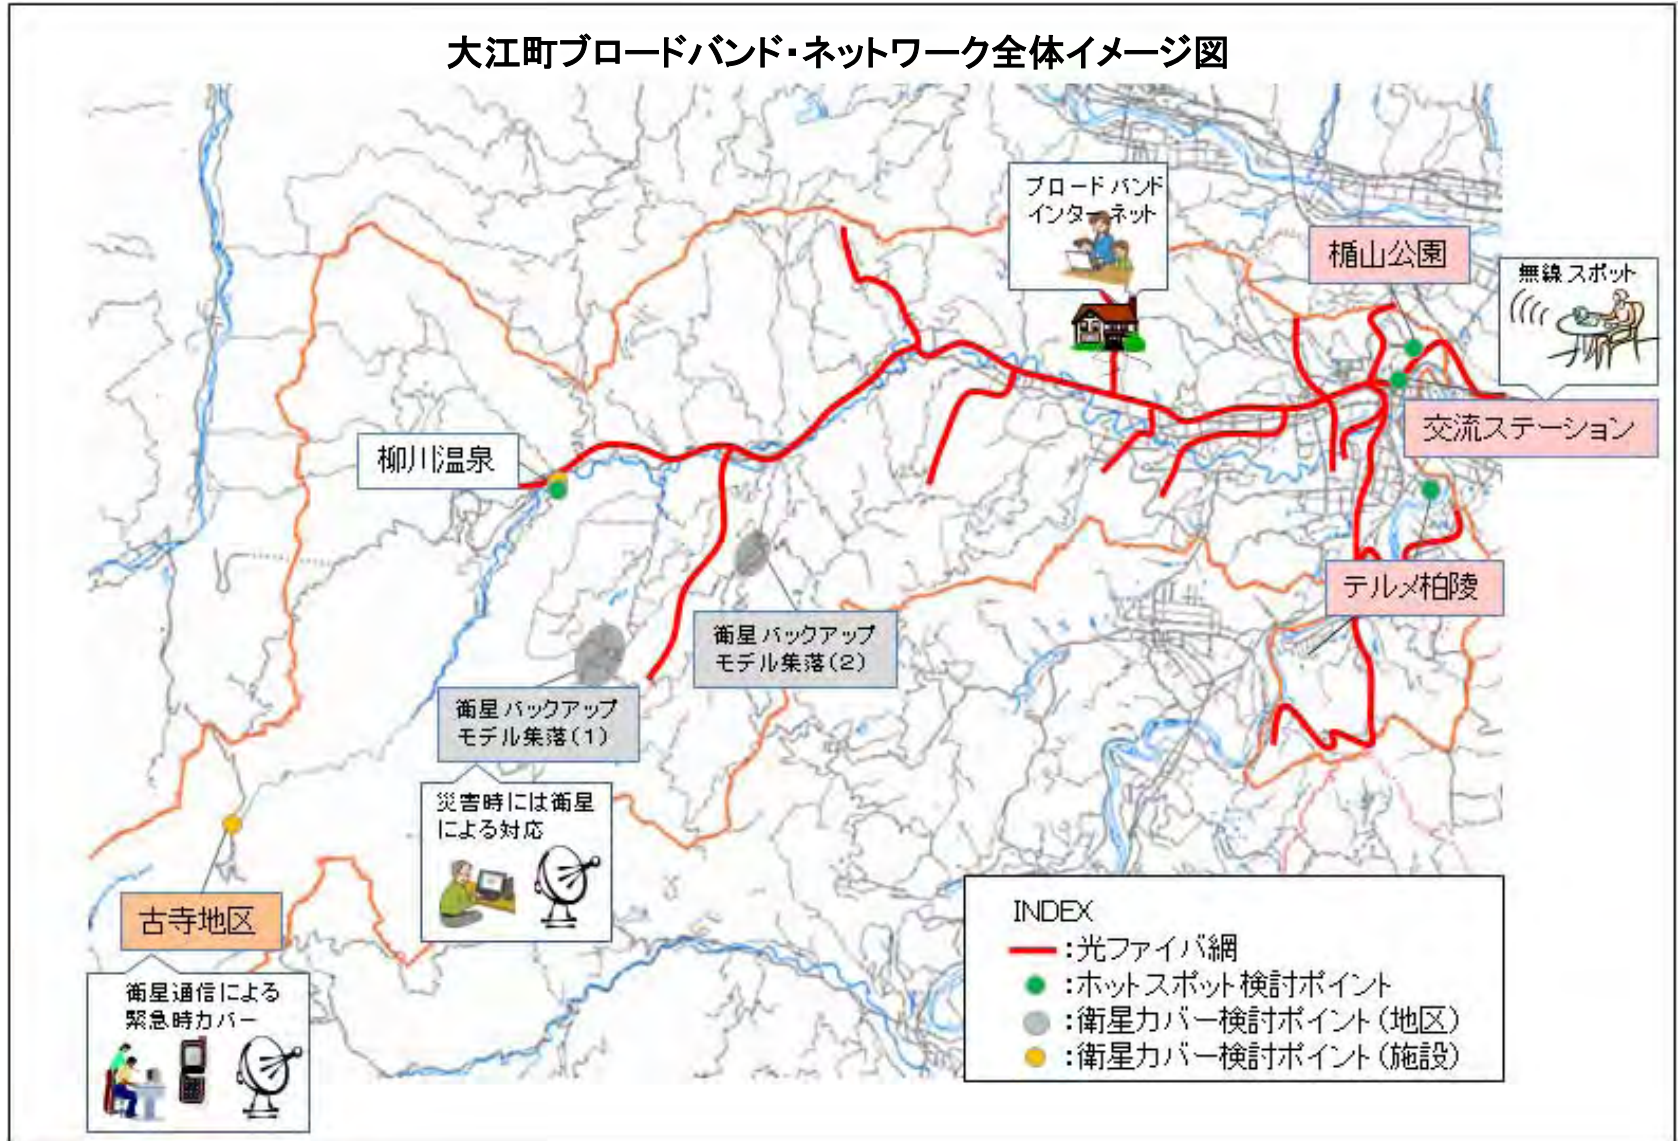 大江町ブロードバンド・ネットワーク全体イメージ図
ブロードバンド
インターネット
楯山公園
無線スポット
交流ステーション
柳川温泉
テルメ柏陵
衛星バックアップ
モデル集落(2)
衛星バックアップ
モデル集落(1)
災害時には衛星
による対応
古寺地区
衛星通信による
緊急時カバー
INDEX
:光ファイバ網
:ホットスポット検討ポイント
:衛星カバー検討ポイント(地区)
:衛星カバー検討ポイント(施設)